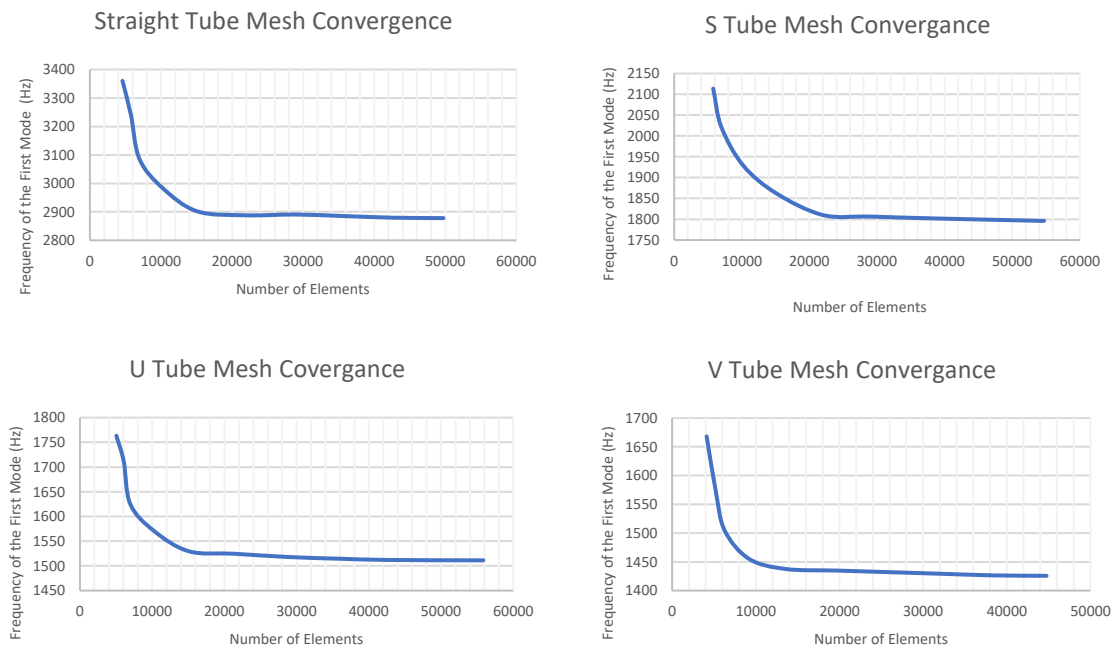 Straight Tube Mesh Convergence
Frequency of the First Mode (Hz)
3400
3300
3200
3100
3000
2900
2800
0 10000 20000 30000 40000 50000 60000
Number of Elements
S Tube Mesh Convergance
Frequency of the First Mode (Hz)
2150
2100
2050
2000
1950
1900
1850
1800
1750
0 10000 20000 30000 40000 50000 60000
Number of Elements
U Tube Mesh Covergance
Frequency of the First Mode (Hz)
1800
1750
1700
1650
1600
1550
1500
1450
0 10000 20000 30000 40000 50000 60000
Number of Elements
V Tube Mesh Convergance
Frequency of the First Mode (Hz)
1700
1650
1600
1550
1500
1450
1400
0 10000 20000 30000 40000 50000
Number of Elements